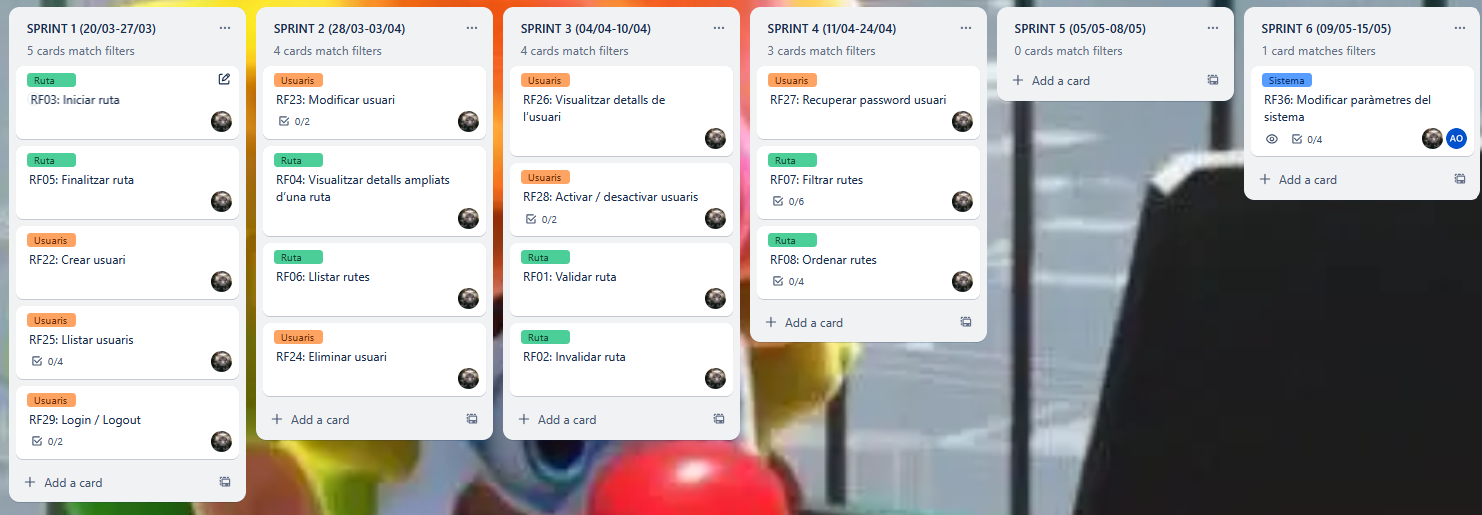 SPRINT 1 (20/03-27/03)
5 cards match filters
Ruta
RF03: Iniciar ruta
Ruta
RF05: Finalitzar ruta
Usuaris
RF22: Crear usuari
Usuaris
RF25: Llistar usuaris
0/4
Usuaris
RF29: Login / Logout
0/2
Add a card
SPRINT 2 (28/03-03/04)
4 cards match filters
Usuaris
RF23: Modificar usuari
0/2
Ruta
RF04: Visualitzar detalls ampliats
d'una ruta
Ruta
RF06: Llistar rutes
Usuaris
RF24: Eliminar usuari
Add a card
SPRINT 3 (04/04-10/04)
4 cards match filters
Usuaris
RF26: Visualitzar detalls de
l'usuari
Usuaris
RF28: Activar / desactivar usuaris
0/2
Ruta
RF01: Validar ruta
Ruta
RF02: Invalidar ruta
Add a card
SPRINT 4 (11/04-24/04)
3 cards match filters
Usuaris
RF27: Recuperar password usuari
Ruta
RF07: Filtrar rutes
0/6
Ruta
RF08: Ordenar rutes
0/4
Add a card
SPRINT 5 (05/05-08/05)
0 cards match filters
Add a card
SPRINT 6 (09/05-15/05)
1 card matches filters
Sistema
RF36: Modificar paràmetres del
sistema
0/4
AO
Add a card